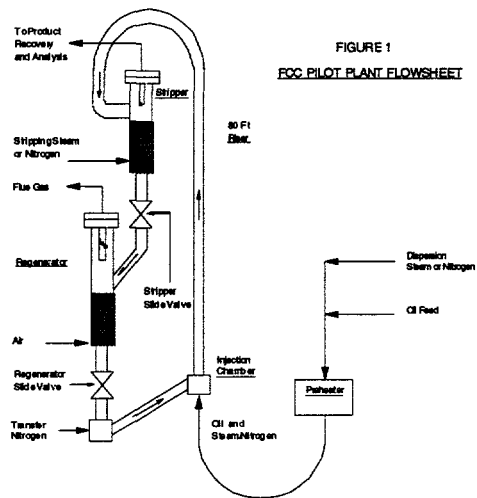 To Product
Recovery
and Analysis
FIGURE 1
FCC PILOT PLANT FLOWSHEET
Stripper
80 Ft
Riser
Stripping Steam
or Nitrogen
Flue Gas
Dispersion
Steam or Nitrogen
Regenerator
Stripper
Slide Valve
Oil Feed
Air
Injection
Chamber
Regenerator
Slide Valve
Preheater
Transfer
Nitrogen
Oil and
Steam/Nitrogen